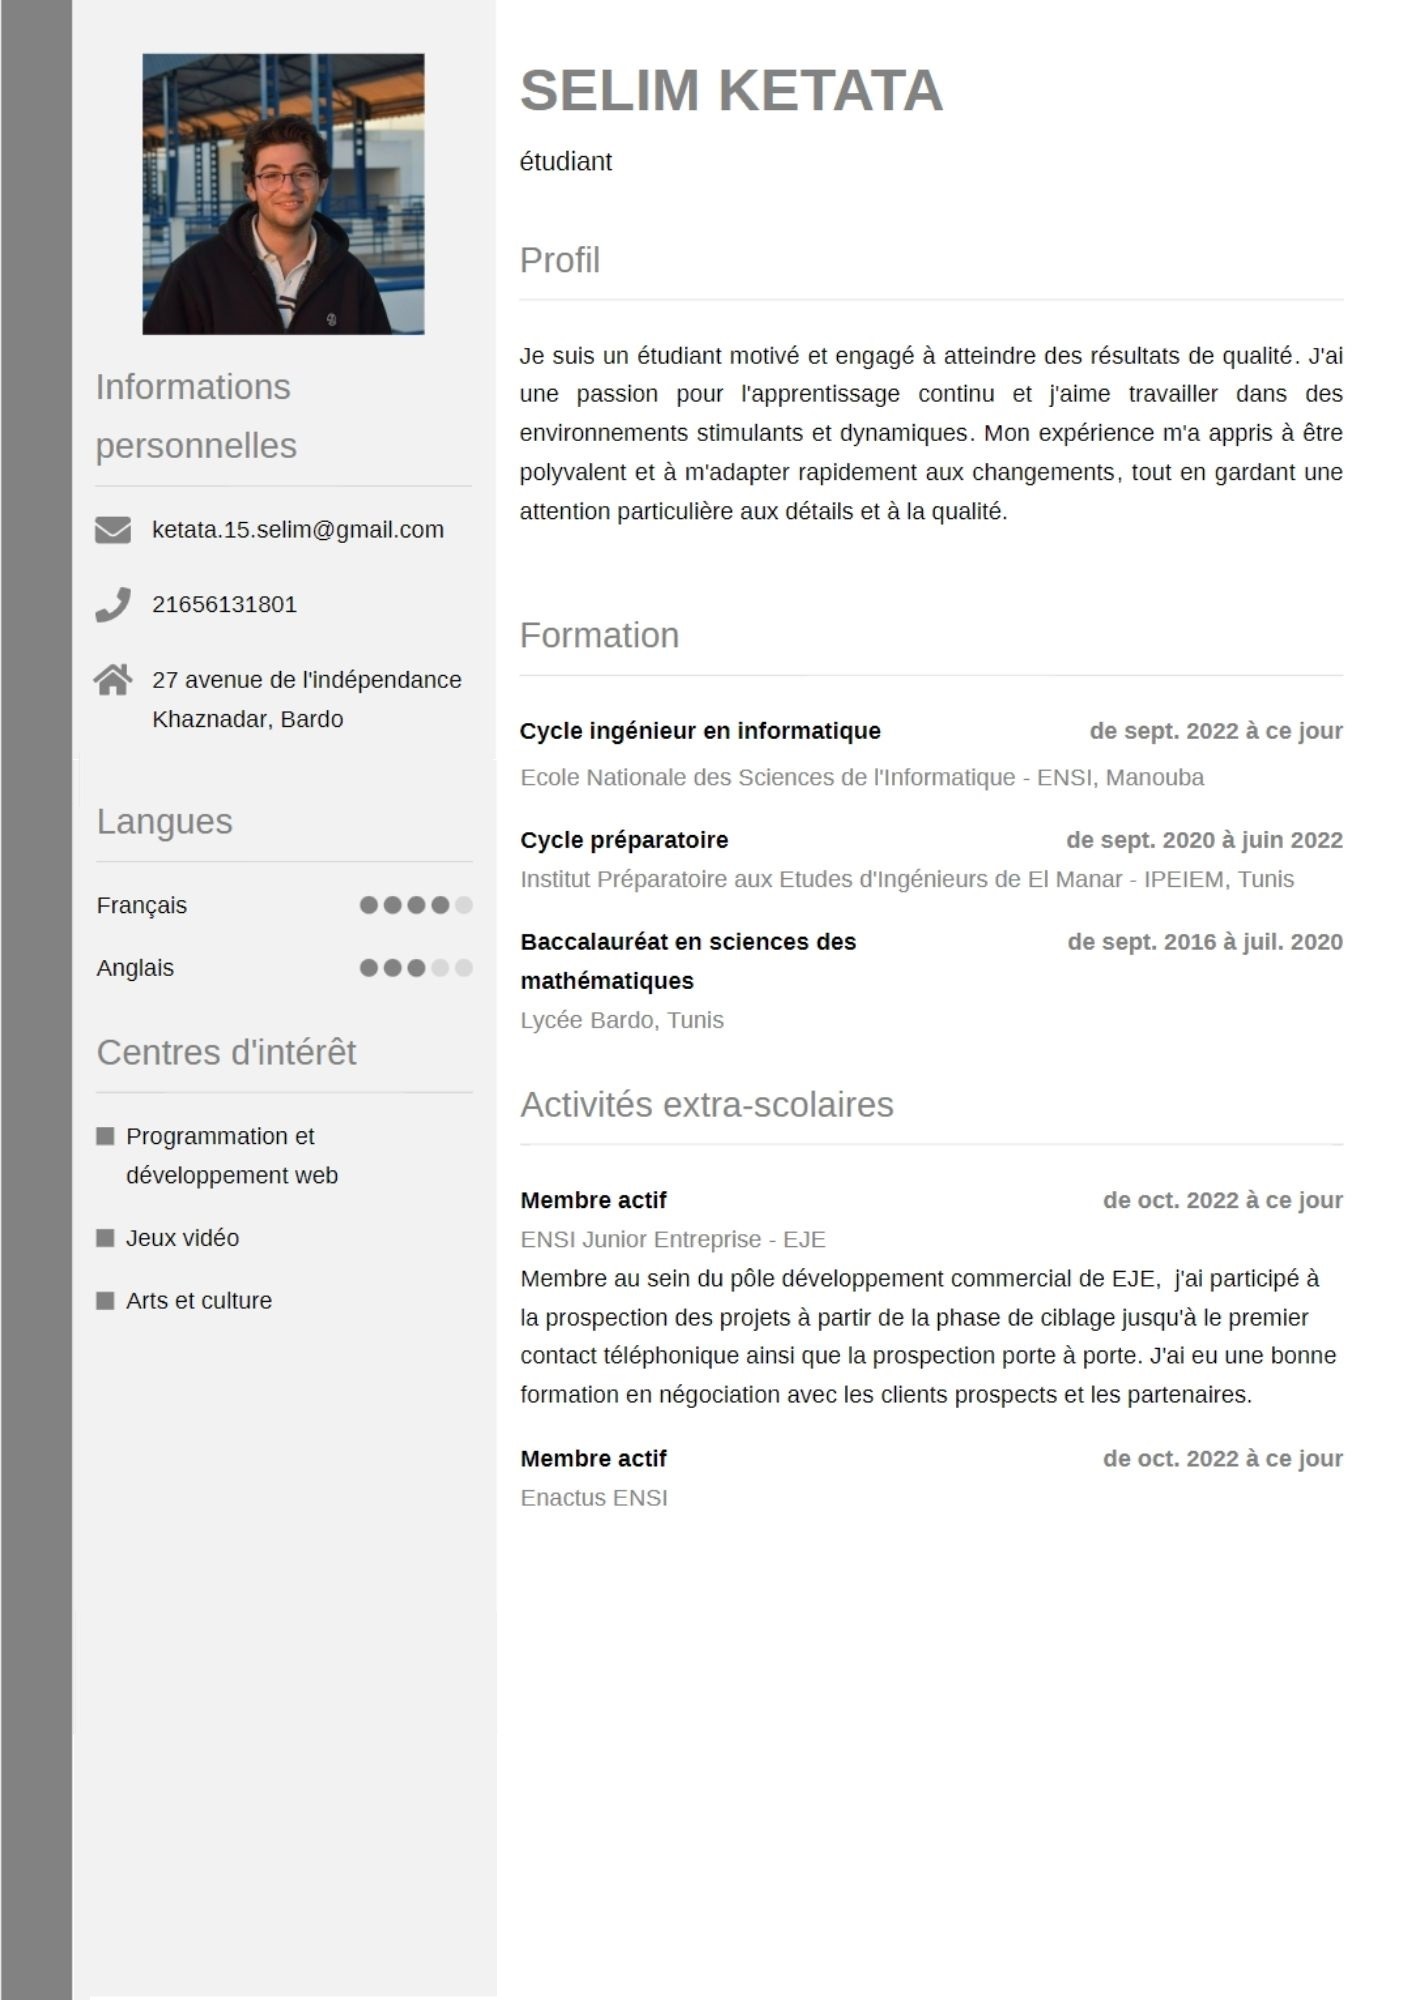 SELIM KETATA
étudiant
Informations
personnelles
ketata.15.selim@gmail.com
21656131801
27 avenue de l'indépendance
Khaznadar, Bardo
Langues
Français
Anglais
Centres d'intérêt
Programmation et
développement web
Jeux vidéo
Arts et culture
Profil
Je suis un étudiant motivé et engagé à atteindre des résultats de qualité. J'ai
une passion pour l'apprentissage continu et j'aime travailler dans des
environnements stimulants et dynamiques. Mon expérience m'a appris à être
polyvalent et à m'adapter rapidement aux changements, tout en gardant une
attention particulière aux détails et à la qualité.
Formation
Cycle ingénieur en informatique de sept. 2022 à ce jour
Ecole Nationale des Sciences de l'Informatique - ENSI, Manouba
Cycle préparatoire de sept. 2020 à juin 2022
Institut Préparatoire aux Etudes d'Ingénieurs de El Manar - IPEIEM, Tunis
Baccalauréat en sciences des de sept. 2016 à juil. 2020
mathématiques
Lycée Bardo, Tunis
Activités extra-scolaires
Membre actif de oct. 2022 à ce jour
ENSI Junior Entreprise - EJE
Membre au sein du pôle développement commercial de EJE,  j'ai participé à
la prospection des projets à partir de la phase de ciblage jusqu'à le premier
contact téléphonique ainsi que la prospection porte à porte. J'ai eu une bonne
formation en négociation avec les clients prospects et les partenaires.
Membre actif de oct. 2022 à ce jour
Enactus ENSI